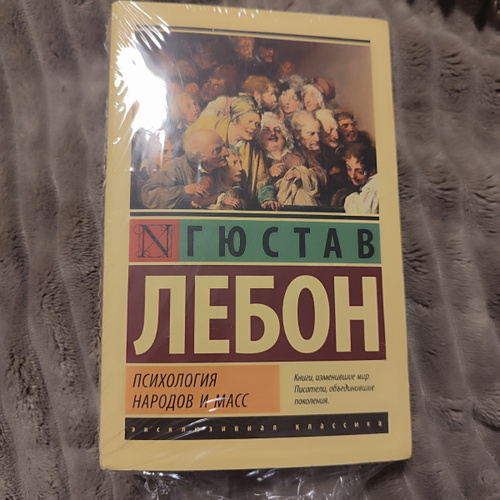 N ГЮСТАВ
ЛЕБОН
ПСИХОЛОГИЯ
НАРОДОВ И МАСС
Книги, изменившие мир.
Писатели, объединившие
поколения.
эксклюзивная классика